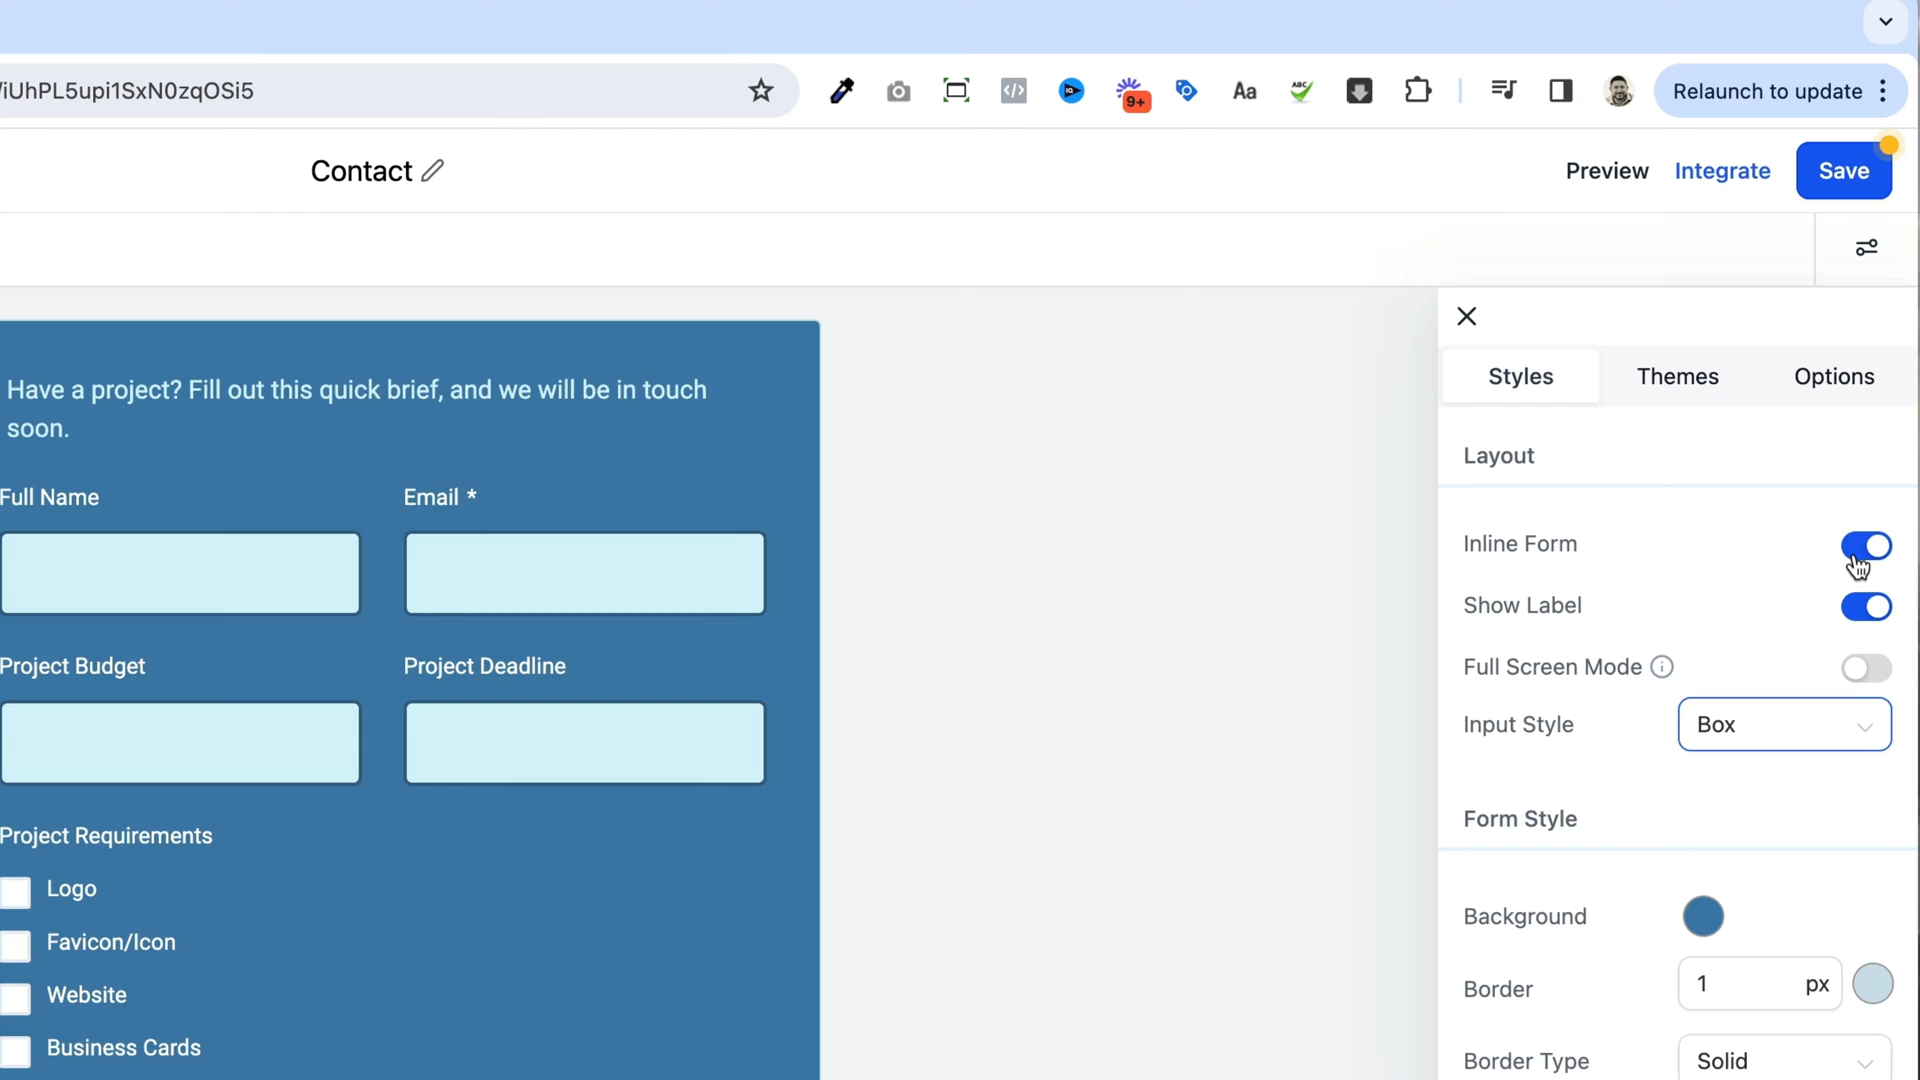 /iUhPL5upi1SxN0zqOSi5
IQ
9+
Aa
ABC
Relaunch to update
Contact
Preview
Integrate
Save
Have a project? Fill out this quick brief, and we will be in touch
soon.
Full Name
Email *
Project Budget
Project Deadline
Project Requirements
Logo
Favicon/Icon
Website
Business Cards
Styles
Themes
Options
Layout
Inline Form
Show Label
Full Screen Mode
Input Style
Box
Form Style
Background
Border
1
px
Border Type
Solid